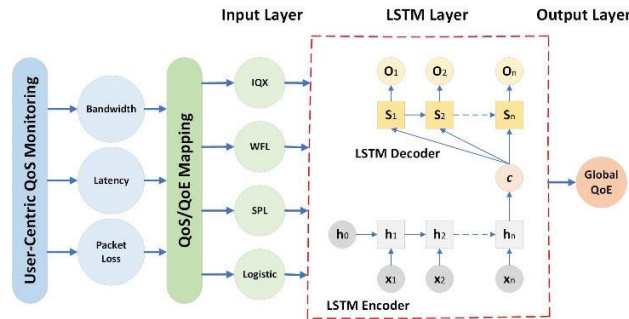 Input Layer
LSTM Layer
Output Layer
User-Centric QoS Monitoring
Bandwidth
Latency
Packet
Loss
QoS/QoE Mapping
IQX
WFL
SPL
Logistic
O1
O2
On
S1
S2
Sn
LSTM Decoder
c
h0
h1
h2
hn
x1
x2
xn
LSTM Encoder
Global
QoE